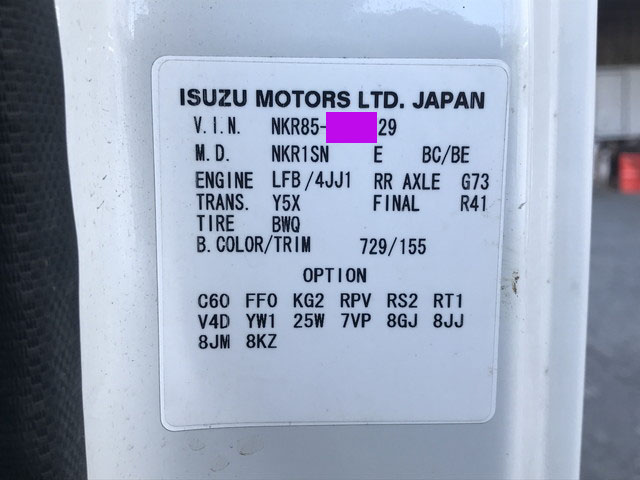 ISUZU MOTORS LTD. JAPAN
V.I.N. NKR85- 29
M.D. NKR1SN E BC/BE
ENGINE LFB/4JJ1 RR AXLE G73
TRANS. Y5X FINAL R41
TIRE BWQ
B.COLOR/TRIM 729/155
OPTION
C60 FF0 KG2 RPV RS2 RT1
V4D YW1 25W 7VP 8GJ 8JJ
8JM 8KZ